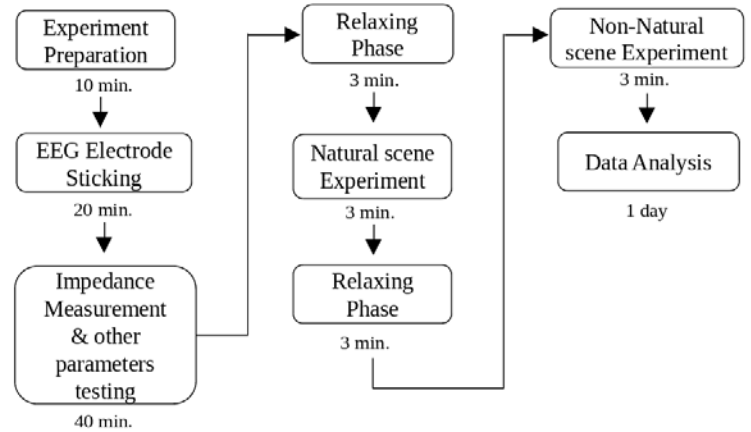 Experiment
Preparation
10 min.
EEG Electrode
Sticking
20 min.
Impedance
Measurement
& other
parameters
testing
40 min.
Relaxing
Phase
3 min.
Natural scene
Experiment
3 min.
Relaxing
Phase
3 min.
Non-Natural
scene Experiment
3 min.
Data Analysis
1 day